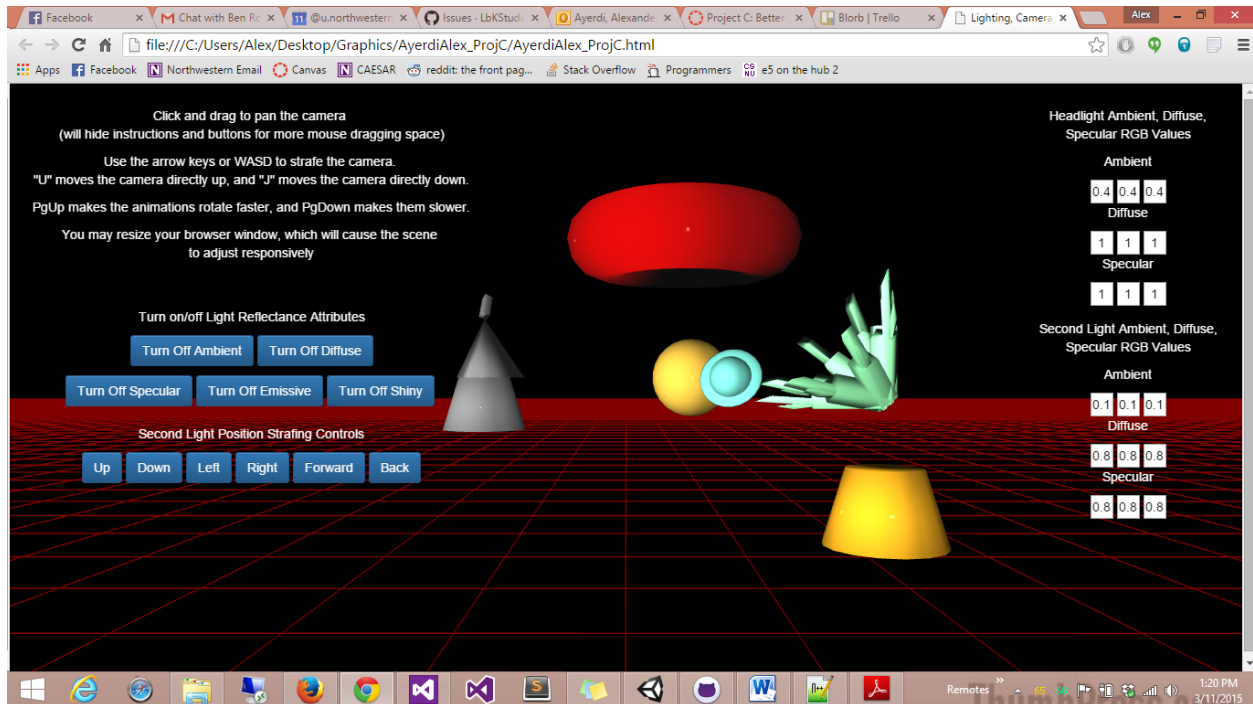 Facebook
Chat with Ben Ro
@u.northwestern
Issues · LbKStudi
Ayerdi, Alexande
Project C: Better
Blorb | Trello
Lighting, Camera
Alex
file:///C:/Users/Alex/Desktop/Graphics/AyerdiAlex_ProjC/AyerdiAlex_ProjC.html
Apps Facebook Northwestern Email Canvas CAESAR reddit: the front pag... Stack Overflow Programmers e5 on the hub 2
Click and drag to pan the camera
(will hide instructions and buttons for more mouse dragging space)
Use the arrow keys or WASD to strafe the camera.
"U" moves the camera directly up, and "J" moves the camera directly down.
PgUp makes the animations rotate faster, and PgDown makes them slower.
You may resize your browser window, which will cause the scene
to adjust responsively
Turn on/off Light Reflectance Attributes
Turn Off Ambient Turn Off Diffuse
Turn Off Specular Turn Off Emissive Turn Off Shiny
Second Light Position Strafing Controls
Up Down Left Right Forward Back
Headlight Ambient, Diffuse,
Specular RGB Values
Ambient
0.4 0.4 0.4
Diffuse
1 1 1
Specular
1 1 1
Second Light Ambient, Diffuse,
Specular RGB Values
Ambient
0.1 0.1 0.1
Diffuse
0.8 0.8 0.8
Specular
0.8 0.8 0.8
Remotes
65
1:20 PM
3/11/2015